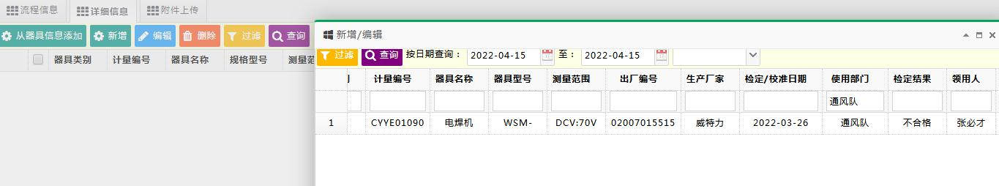 流程信息 详细信息 附件上传
从器具信息添加 新增 编辑 删除 过滤 查询
器具类别 计量编号 器具名称 规格型号 测量范
新增/编辑
过滤 查询 按日期查询： 2022-04-15 至： 2022-04-15
计量编号 器具名称 器具型号 测量范围 出厂编号 生产厂家 检定/校准日期 使用部门 检定结果 领用人
通风队
1 CYYE01090 电焊机 WSM- DCV:70V 02007015515 威特力 2022-03-26 通风队 不合格 张必才